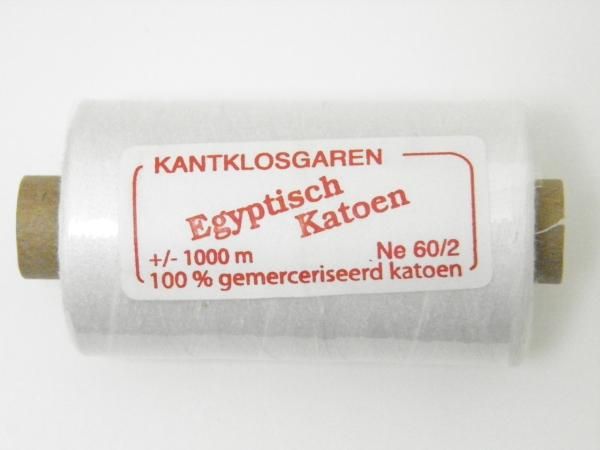 KANTKLOSGAREN
Egyptisch
Katoen
+/- 1000 m Ne 60/2
100 % gemerceriseerd katoen